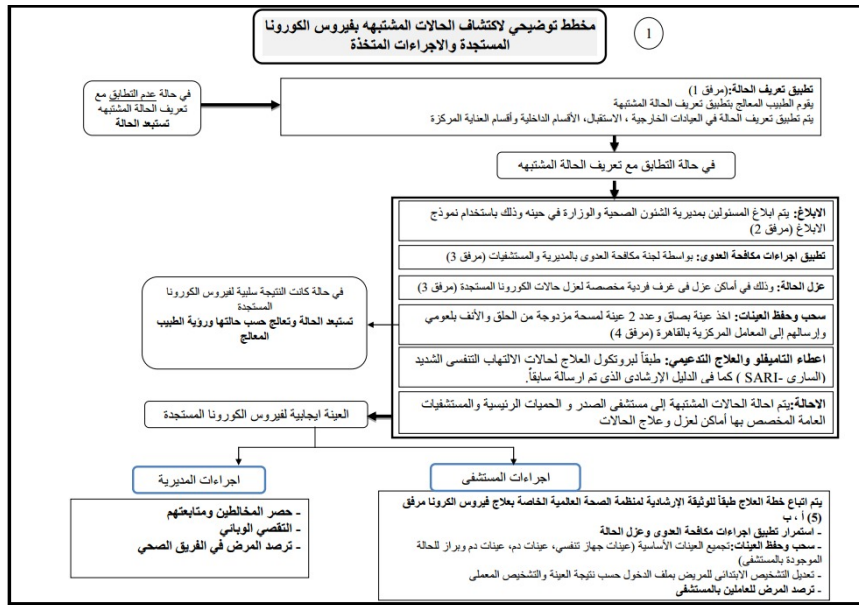 مخطط توضيحي لاكتشاف الحالات المشتبهه بفيروس الكورونا
المستجدة والاجراءات المتخذة
1
في حالة عدم التطابق مع
تعريف الحالة المشتبهه
تستبعد الحالة
تطبيق تعريف الحالة:(مرفق 1)
يقوم الطبيب المعالج بتطبيق تعريف الحالة المشتبهة
يتم تطبيق تعريف الحالة في العيادات الخارجية ، الاستقبال، الأقسام الداخلية وأقسام العناية المركزة
في حالة التطابق مع تعريف الحالة المشتبهه
الابلاغ: يتم ابلاغ المسئولين بمديرية الشئون الصحية والوزارة في حينه وذلك باستخدام نموذج
الابلاغ (مرفق 2)
تطبيق اجراءات مكافحة العدوى: بواسطة لجنة مكافحة العدوى بالمديرية والمستشفيات (مرفق 3)
عزل الحالة: وذلك في أماكن عزل فى غرف فردية مخصصة لعزل حالات الكورونا المستجدة (مرفق 3)
سحب وحفظ العينات: اخذ عينة بصاق وعدد 2 عينة لمسحة مزدوجة من الحلق والأنف بلعومي
وإرسالهم إلى المعامل المركزية بالقاهرة (مرفق 4)
اعطاء التاميفلو والعلاج التدعيمي: طبقاً لبروتكول العلاج لحالات الالتهاب التنفسى الشديد
(السارى -SARI ) كما فى الدليل الإرشادى الذى تم ارسالة سابقاً.
الاحالة:يتم احالة الحالات المشتبهة إلى مستشفى الصدر و الحميات الرئيسية والمستشفيات
العامة المخصص بها أماكن لعزل وعلاج الحالات
في حالة كانت النتيجة سلبية لفيروس الكورونا
المستجدة
تستبعد الحالة وتعالج حسب حالتها ورؤية الطبيب
المعالج
العينة ايجابية لفيروس الكورونا المستجدة
اجراءات المستشفى
يتم اتباع خطة العلاج طبقاً للوثيقة الإرشادية لمنظمة الصحة العالمية الخاصة بعلاج فيروس الكرونا مرفق
(5) أ ، ب
- استمرار تطبيق اجراءات مكافحة العدوى وعزل الحالة
- سحب وحفظ العينات:تجميع العينات الأساسية (عينات جهاز تنفسي، عينات دم، عينات دم وبراز للحالة
الموجودة بالمستشفى)
- تعديل التشخيص الابتدائى للمريض بملف الدخول حسب نتيجة العينة والتشخيص المعملى
- ترصد المرض للعاملين بالمستشفى
اجراءات المديرية
- حصر المخالطين ومتابعتهم
- التقصي الوبائي
- ترصد المرض في الفريق الصحي